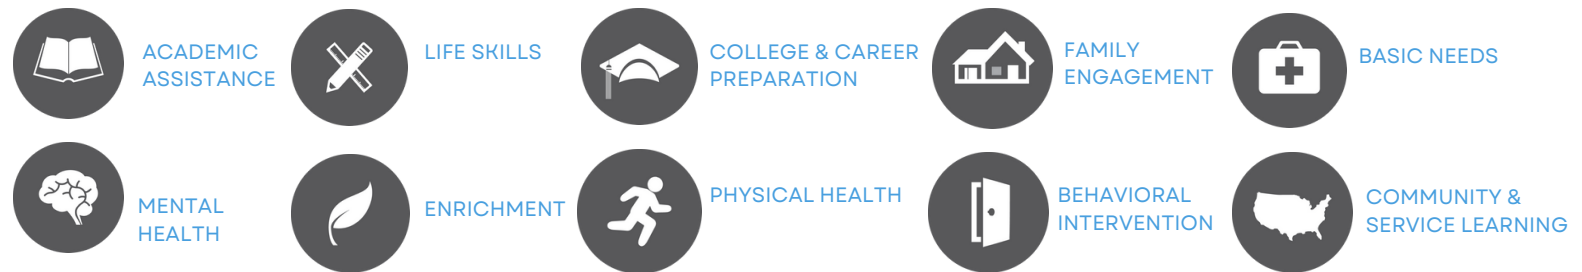 ACADEMIC
ASSISTANCE
LIFE SKILLS
COLLEGE & CAREER
PREPARATION
FAMILY
ENGAGEMENT
BASIC NEEDS
MENTAL
HEALTH
ENRICHMENT
PHYSICAL HEALTH
BEHAVIORAL
INTERVENTION
COMMUNITY &
SERVICE LEARNING